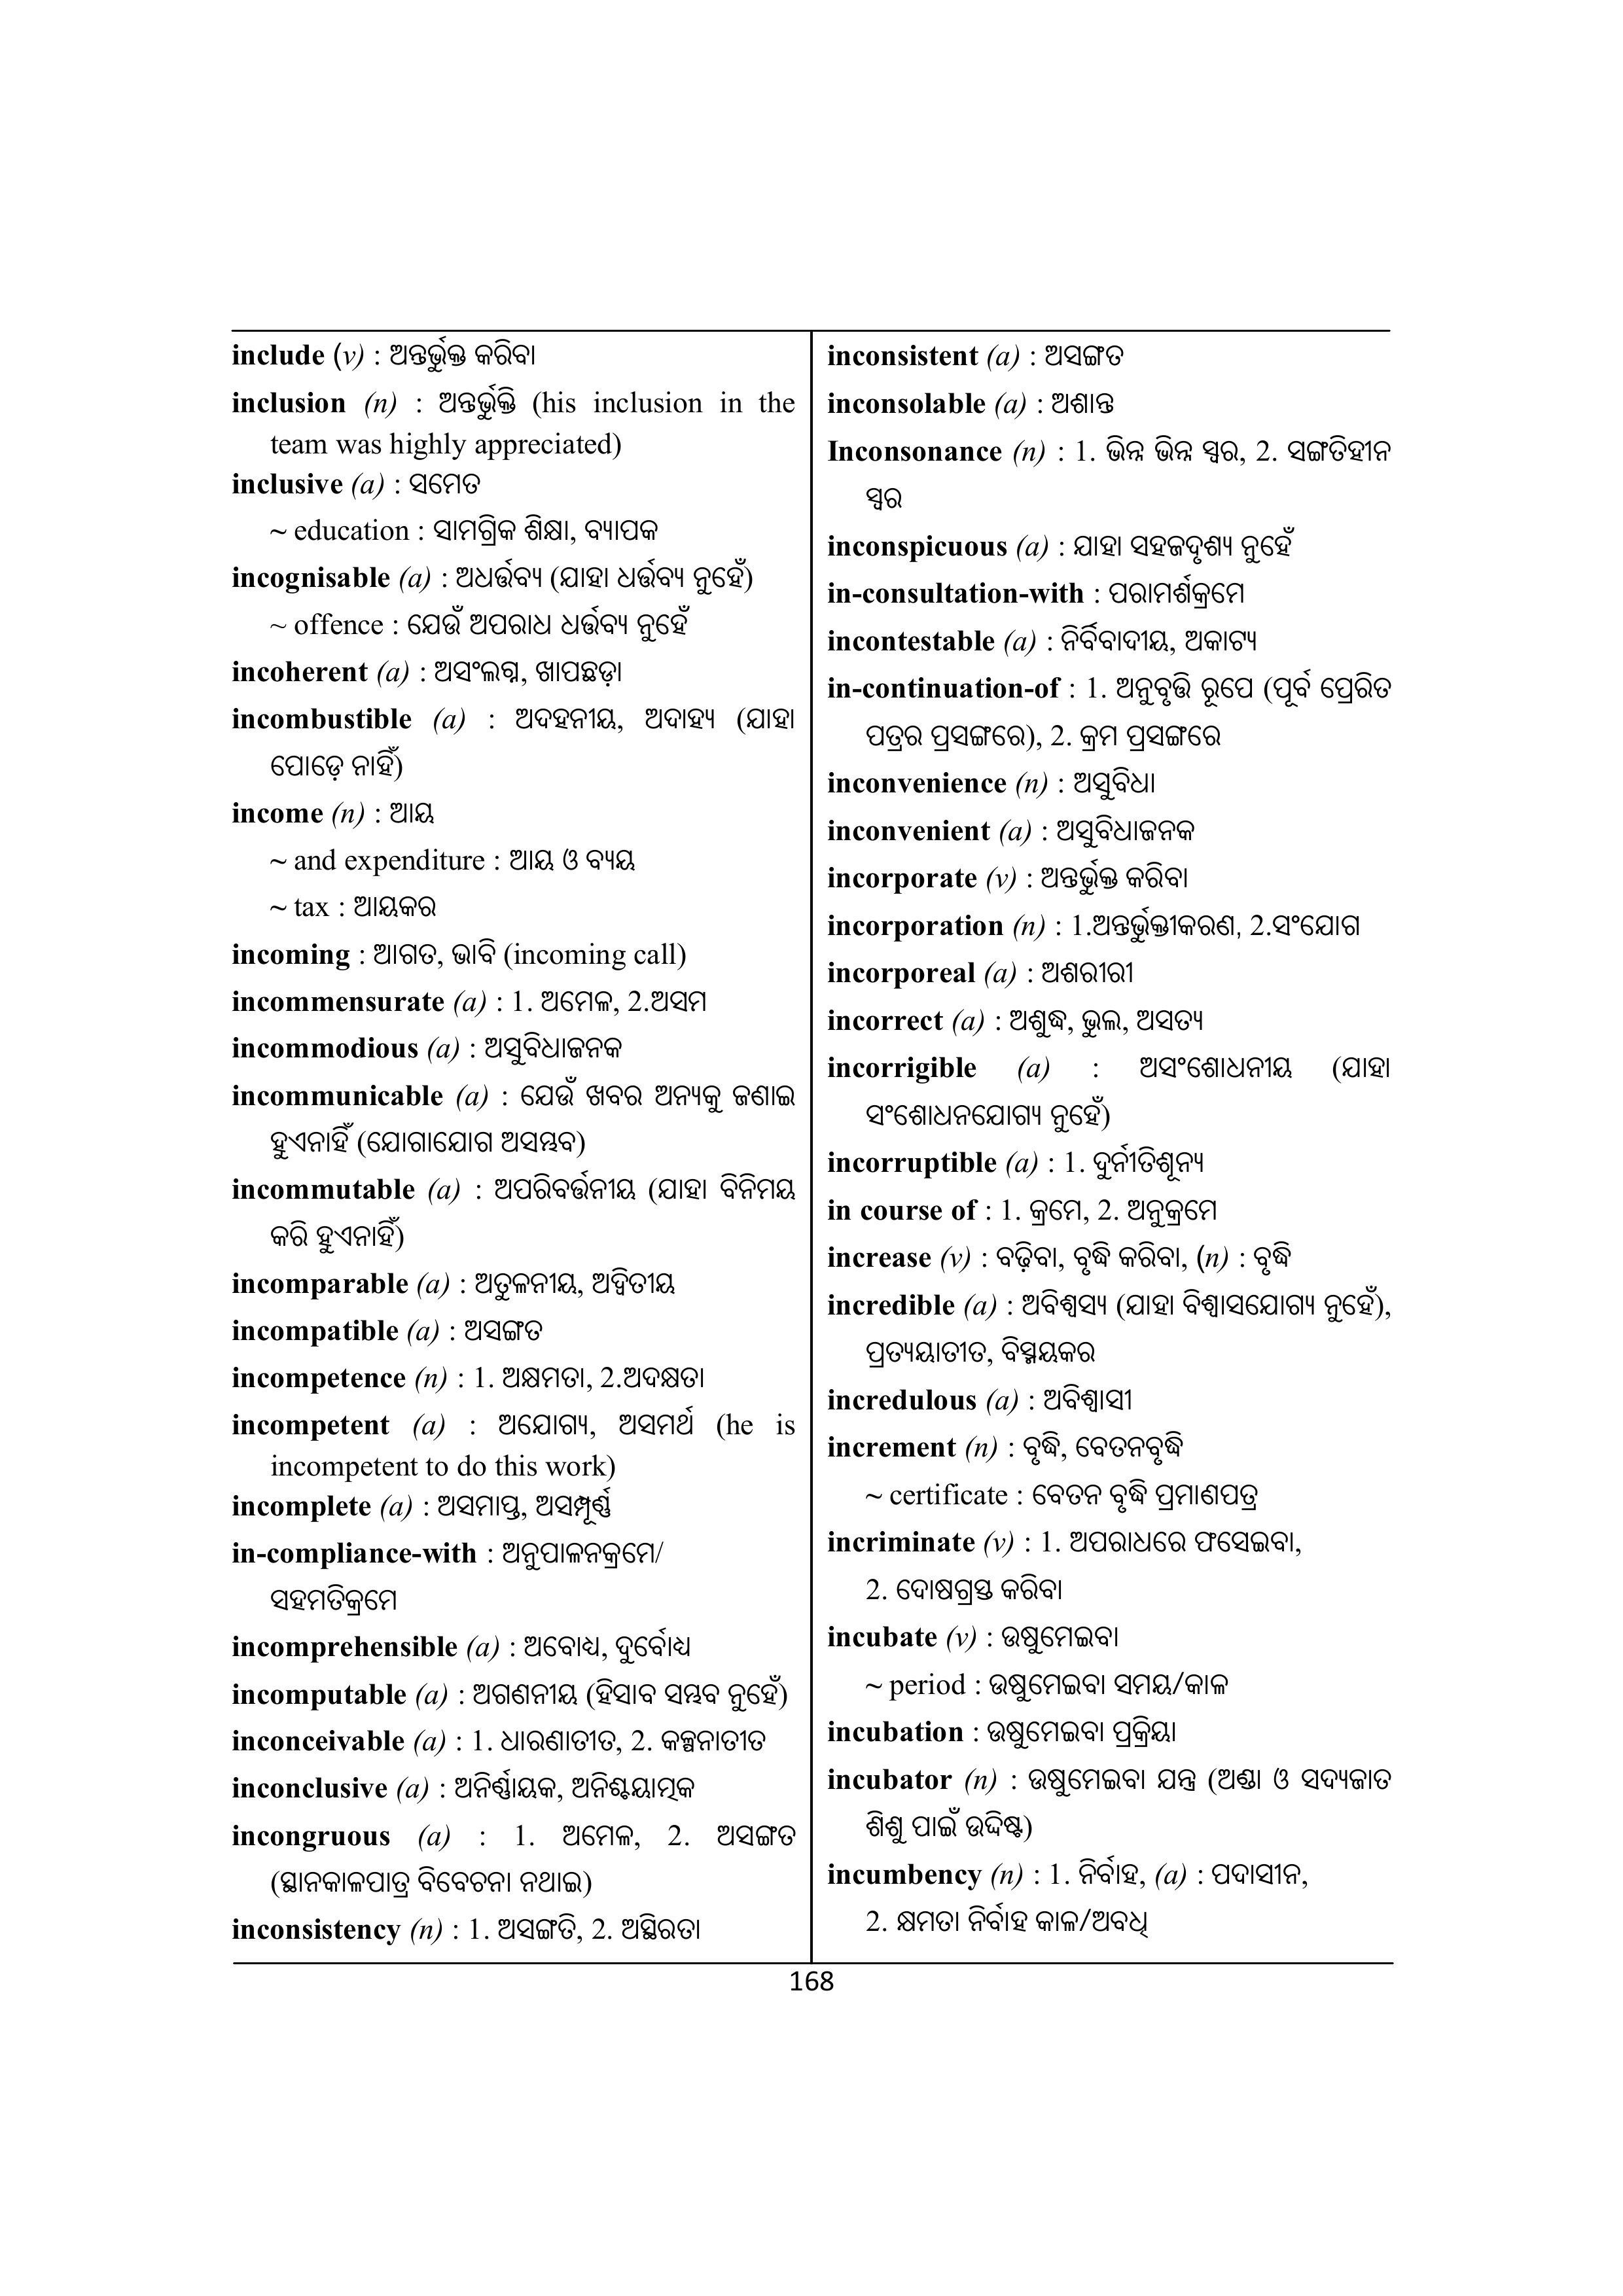 include (v) : ଅନ୍ତର୍ଭୁକ୍ତ କରିବା
inclusion (n) : ଅନ୍ତର୍ଭୁକ୍ତି (his inclusion in the
team was highly appreciated)
inclusive (a) : ସମେତ
~ education : ସାମଗ୍ରିକ ଶିକ୍ଷା, ବ୍ୟାପକ
incognisable (a) : ଅଧର୍ତ୍ତବ୍ୟ (ଯାହା ଧର୍ତ୍ତବ୍ୟ ନୁହେଁ)
~ offence : ଯେଉଁ ଅପରାଧ ଧର୍ତ୍ତବ୍ୟ ନୁହେଁ
incoherent (a) : ଅସଂଲଗ୍ନ, ଖାପଛଡ଼ା
incombustible (a) : ଅଦହନୀୟ, ଅଦାହ୍ୟ (ଯାହା
ପୋଡ଼େ ନାହିଁ)
income (n) : ଆୟ
~ and expenditure : ଆୟ ଓ ବ୍ୟୟ
~ tax : ଆୟକର
incoming : ଆଗତ, ଭାବି (incoming call)
incommensurate (a) : 1. ଅମେଳ, 2.ଅସମ
incommodious (a) : ଅସୁବିଧାଜନକ
incommunicable (a) : ଯେଉଁ ଖବର ଅନ୍ୟକୁ ଜଣାଇ
ହୁଏନାହିଁ (ଯୋଗାଯୋଗ ଅସମ୍ଭବ)
incommutable (a) : ଅପରିବର୍ତ୍ତନୀୟ (ଯାହା ବିନିମୟ
କରି ହୁଏନାହିଁ)
incomparable (a) : ଅତୁଳନୀୟ, ଅଦ୍ୱିତୀୟ
incompatible (a) : ଅସଙ୍ଗତ
incompetence (n) : 1. ଅକ୍ଷମତା, 2.ଅଦକ୍ଷତା
incompetent (a) : ଅଯୋଗ୍ୟ, ଅସମର୍ଥ (he is
incompetent to do this work)
incomplete (a) : ଅସମାପ୍ତ, ଅସମ୍ପୂର୍ଣ୍ଣ
in-compliance-with : ଅନୁପାଳନକ୍ରମେ/
ସହମତିକ୍ରମେ
incomprehensible (a) : ଅବୋଧ୍ୟ, ଦୁର୍ବୋଧ୍ୟ
incomputable (a) : ଅଗଣନୀୟ (ହିସାବ ସମ୍ଭବ ନୁହେଁ)
inconceivable (a) : 1. ଧାରଣାତୀତ, 2. କଳ୍ପନାତୀତ
inconclusive (a) : ଅନିର୍ଣ୍ଣାୟକ, ଅନିଶ୍ଚୟାତ୍ମକ
incongruous (a) : 1. ଅମେଳ, 2. ଅସଙ୍ଗତ
(ସ୍ଥାନକାଳପାତ୍ର ବିବେଚନା ନଥାଇ)
inconsistency (n) : 1. ଅସଙ୍ଗତି, 2. ଅସ୍ଥିରତା
inconsistent (a) : ଅସଙ୍ଗତ
inconsolable (a) : ଅଶାନ୍ତ
Inconsonance (n) : 1. ଭିନ୍ନ ଭିନ୍ନ ସ୍ୱର, 2. ସଙ୍ଗତିହୀନ
ସ୍ୱର
inconspicuous (a) : ଯାହା ସହଜଦୃଶ୍ୟ ନୁହେଁ
in-consultation-with : ପରାମର୍ଶକ୍ରମେ
incontestable (a) : ନିର୍ବିବାଦୀୟ, ଅକାଟ୍ୟ
in-continuation-of : 1. ଅନୁବୃତ୍ତି ରୂପେ (ପୂର୍ବ ପ୍ରେରିତ
ପତ୍ରର ପ୍ରସଙ୍ଗରେ), 2. କ୍ରମ ପ୍ରସଙ୍ଗରେ
inconvenience (n) : ଅସୁବିଧା
inconvenient (a) : ଅସୁବିଧାଜନକ
incorporate (v) : ଅନ୍ତର୍ଭୁକ୍ତ କରିବା
incorporation (n) : 1.ଅନ୍ତର୍ଭୁକ୍ତୀକରଣ, 2.ସଂଯୋଗ
incorporeal (a) : ଅଶରୀରୀ
incorrect (a) : ଅଶୁଦ୍ଧ, ଭୁଲ, ଅସତ୍ୟ
incorrigible (a) : ଅସଂଶୋଧନୀୟ (ଯାହା
ସଂଶୋଧନଯୋଗ୍ୟ ନୁହେଁ)
incorruptible (a) : 1. ଦୁର୍ନୀତିଶୂନ୍ୟ
in course of : 1. କ୍ରମେ, 2. ଅନୁକ୍ରମେ
increase (v) : ବଢ଼ିବା, ବୃଦ୍ଧି କରିବା, (n) : ବୃଦ୍ଧି
incredible (a) : ଅବିଶ୍ୱସ୍ୟ (ଯାହା ବିଶ୍ୱାସଯୋଗ୍ୟ ନୁହେଁ),
ପ୍ରତ୍ୟୟାତୀତ, ବିସ୍ମୟକର
incredulous (a) : ଅବିଶ୍ୱାସୀ
increment (n) : ବୃଦ୍ଧି, ବେତନବୃଦ୍ଧି
~ certificate : ବେତନ ବୃଦ୍ଧି ପ୍ରମାଣପତ୍ର
incriminate (v) : 1. ଅପରାଧରେ ଫସେଇବା,
2. ଦୋଷଗ୍ରସ୍ତ କରିବା
incubate (v) : ଉଷୁମେଇବା
~ period : ଉଷୁମେଇବା ସମୟ/କାଳ
incubation : ଉଷୁମେଇବା ପ୍ରକ୍ରିୟା
incubator (n) : ଉଷୁମେଇବା ଯନ୍ତ୍ର (ଅଣ୍ଡା ଓ ସଦ୍ୟଜାତ
ଶିଶୁ ପାଇଁ ଉଦ୍ଦିଷ୍ଟ)
incumbency (n) : 1. ନିର୍ବାହ, (a) : ପଦାସୀନ,
2. କ୍ଷମତା ନିର୍ବାହ କାଳ/ଅବଧି
168